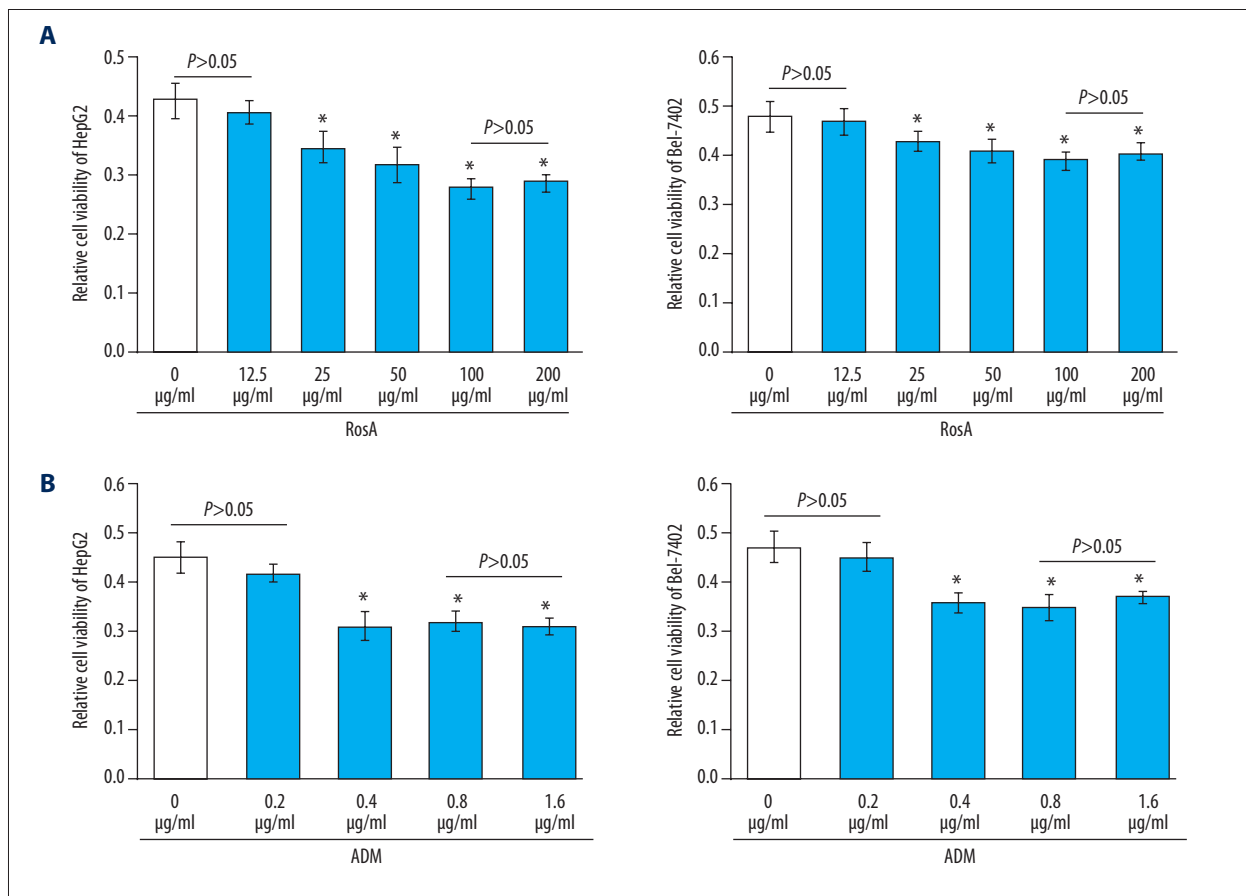 A
Relative cell viability of HepG2
0.5
0.4
0.3
0.2
0.1
0.0
P>0.05
*
*
P>0.05
*
*
0
µg/ml
12.5
µg/ml
25
µg/ml
50
µg/ml
100
µg/ml
200
µg/ml
RosA
Relative cell viability of Bel-7402
0.6
0.5
0.4
0.3
0.2
0.1
0.0
P>0.05
*
*
P>0.05
*
*
0
µg/ml
12.5
µg/ml
25
µg/ml
50
µg/ml
100
µg/ml
200
µg/ml
RosA
B
Relative cell viability of HepG2
0.6
0.5
0.4
0.3
0.2
0.1
0.0
P>0.05
*
P>0.05
*
*
0
µg/ml
0.2
µg/ml
0.4
µg/ml
0.8
µg/ml
1.6
µg/ml
ADM
Relative cell viability of Bel-7402
0.6
0.5
0.4
0.3
0.2
0.1
0.0
P>0.05
*
P>0.05
*
*
0
µg/ml
0.2
µg/ml
0.4
µg/ml
0.8
µg/ml
1.6
µg/ml
ADM